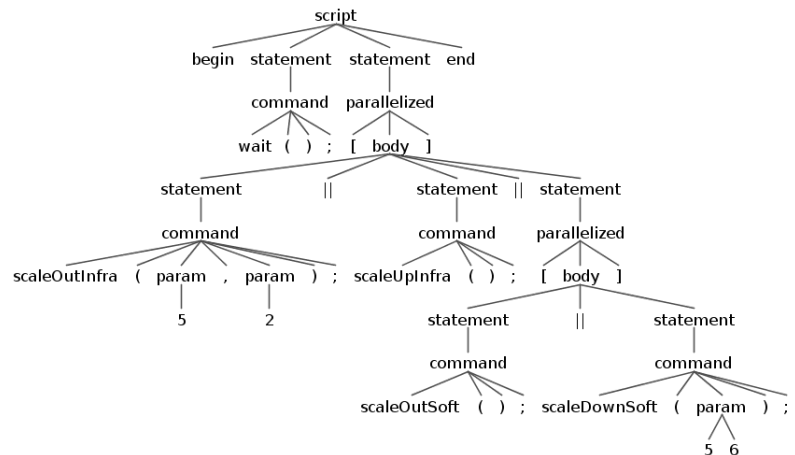 script
begin statement statement end
command parallelized
wait ( ) ; [ body ]
statement || statement || statement
command command parallelized
scaleOutInfra ( param , param ) ; scaleUpInfra ( ) ; [ body ]
5 2 statement || statement
command command
scaleOutSoft ( ) ; scaleDownSoft ( param ) ;
5 6